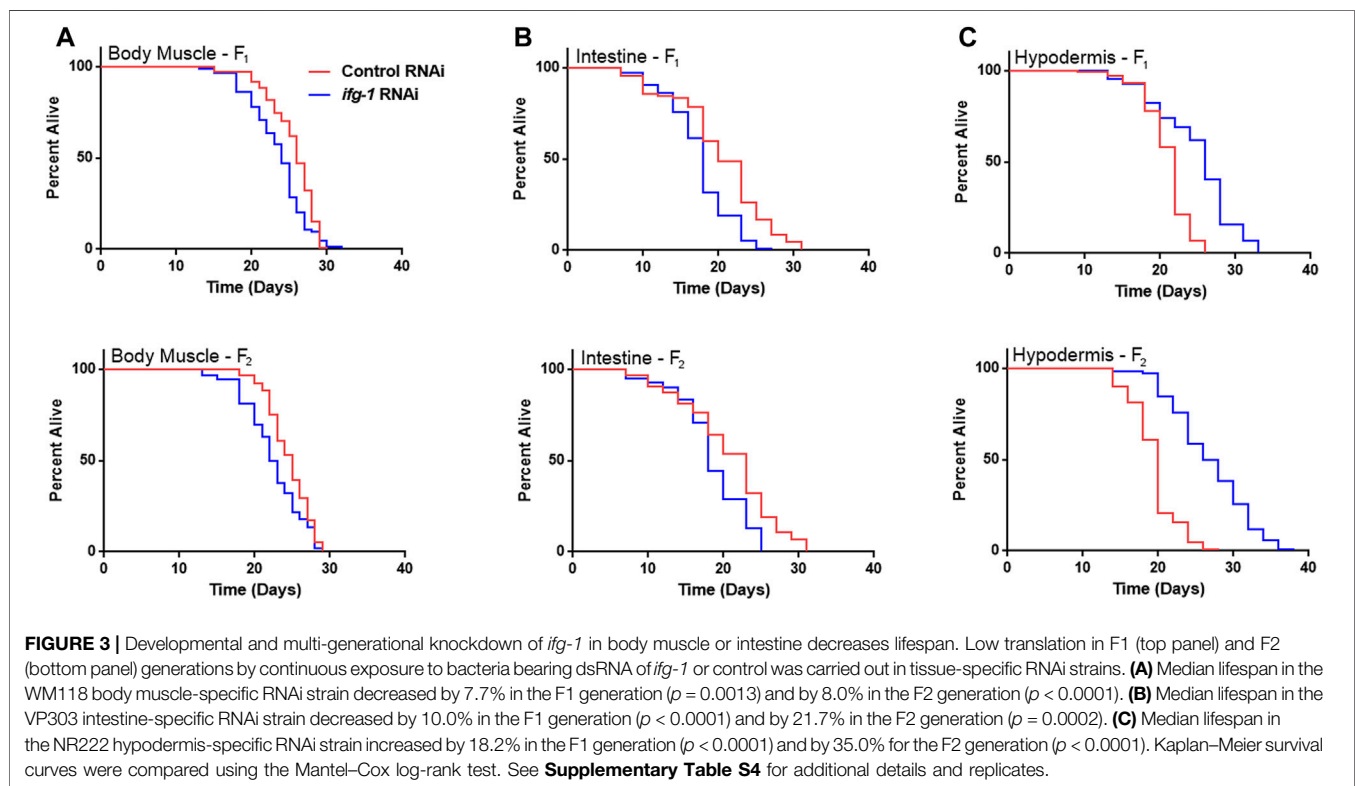 A
Body Muscle - F1
Control RNAi
ifg-1 RNAi
Percent Alive
100
50
0
0 10 20 30 40
Time (Days)
B
Intestine - F1
Percent Alive
100
50
0
0 10 20 30 40
Time (Days)
C
Hypodermis - F1
Percent Alive
100
50
0
0 10 20 30 40
Time (Days)
Body Muscle - F2
Percent Alive
100
50
0
0 10 20 30 40
Time (Days)
Intestine - F2
Percent Alive
100
50
0
0 10 20 30 40
Time (Days)
Hypodermis - F2
Percent Alive
100
50
0
0 10 20 30 40
Time (Days)
FIGURE 3 | Developmental and multi-generational knockdown of ifg-1 in body muscle or intestine decreases lifespan. Low translation in F1 (top panel) and F2
(bottom panel) generations by continuous exposure to bacteria bearing dsRNA of ifg-1 or control was carried out in tissue-specific RNAi strains. (A) Median lifespan in the
WM118 body muscle-specific RNAi strain decreased by 7.7% in the F1 generation (p = 0.0013) and by 8.0% in the F2 generation (p < 0.0001). (B) Median lifespan in the
VP303 intestine-specific RNAi strain decreased by 10.0% in the F1 generation (p < 0.0001) and by 21.7% in the F2 generation (p = 0.0002). (C) Median lifespan in
the NR222 hypodermis-specific RNAi strain increased by 18.2% in the F1 generation (p < 0.0001) and by 35.0% for the F2 generation (p < 0.0001). Kaplan–Meier survival
curves were compared using the Mantel–Cox log-rank test. See Supplementary Table S4 for additional details and replicates.